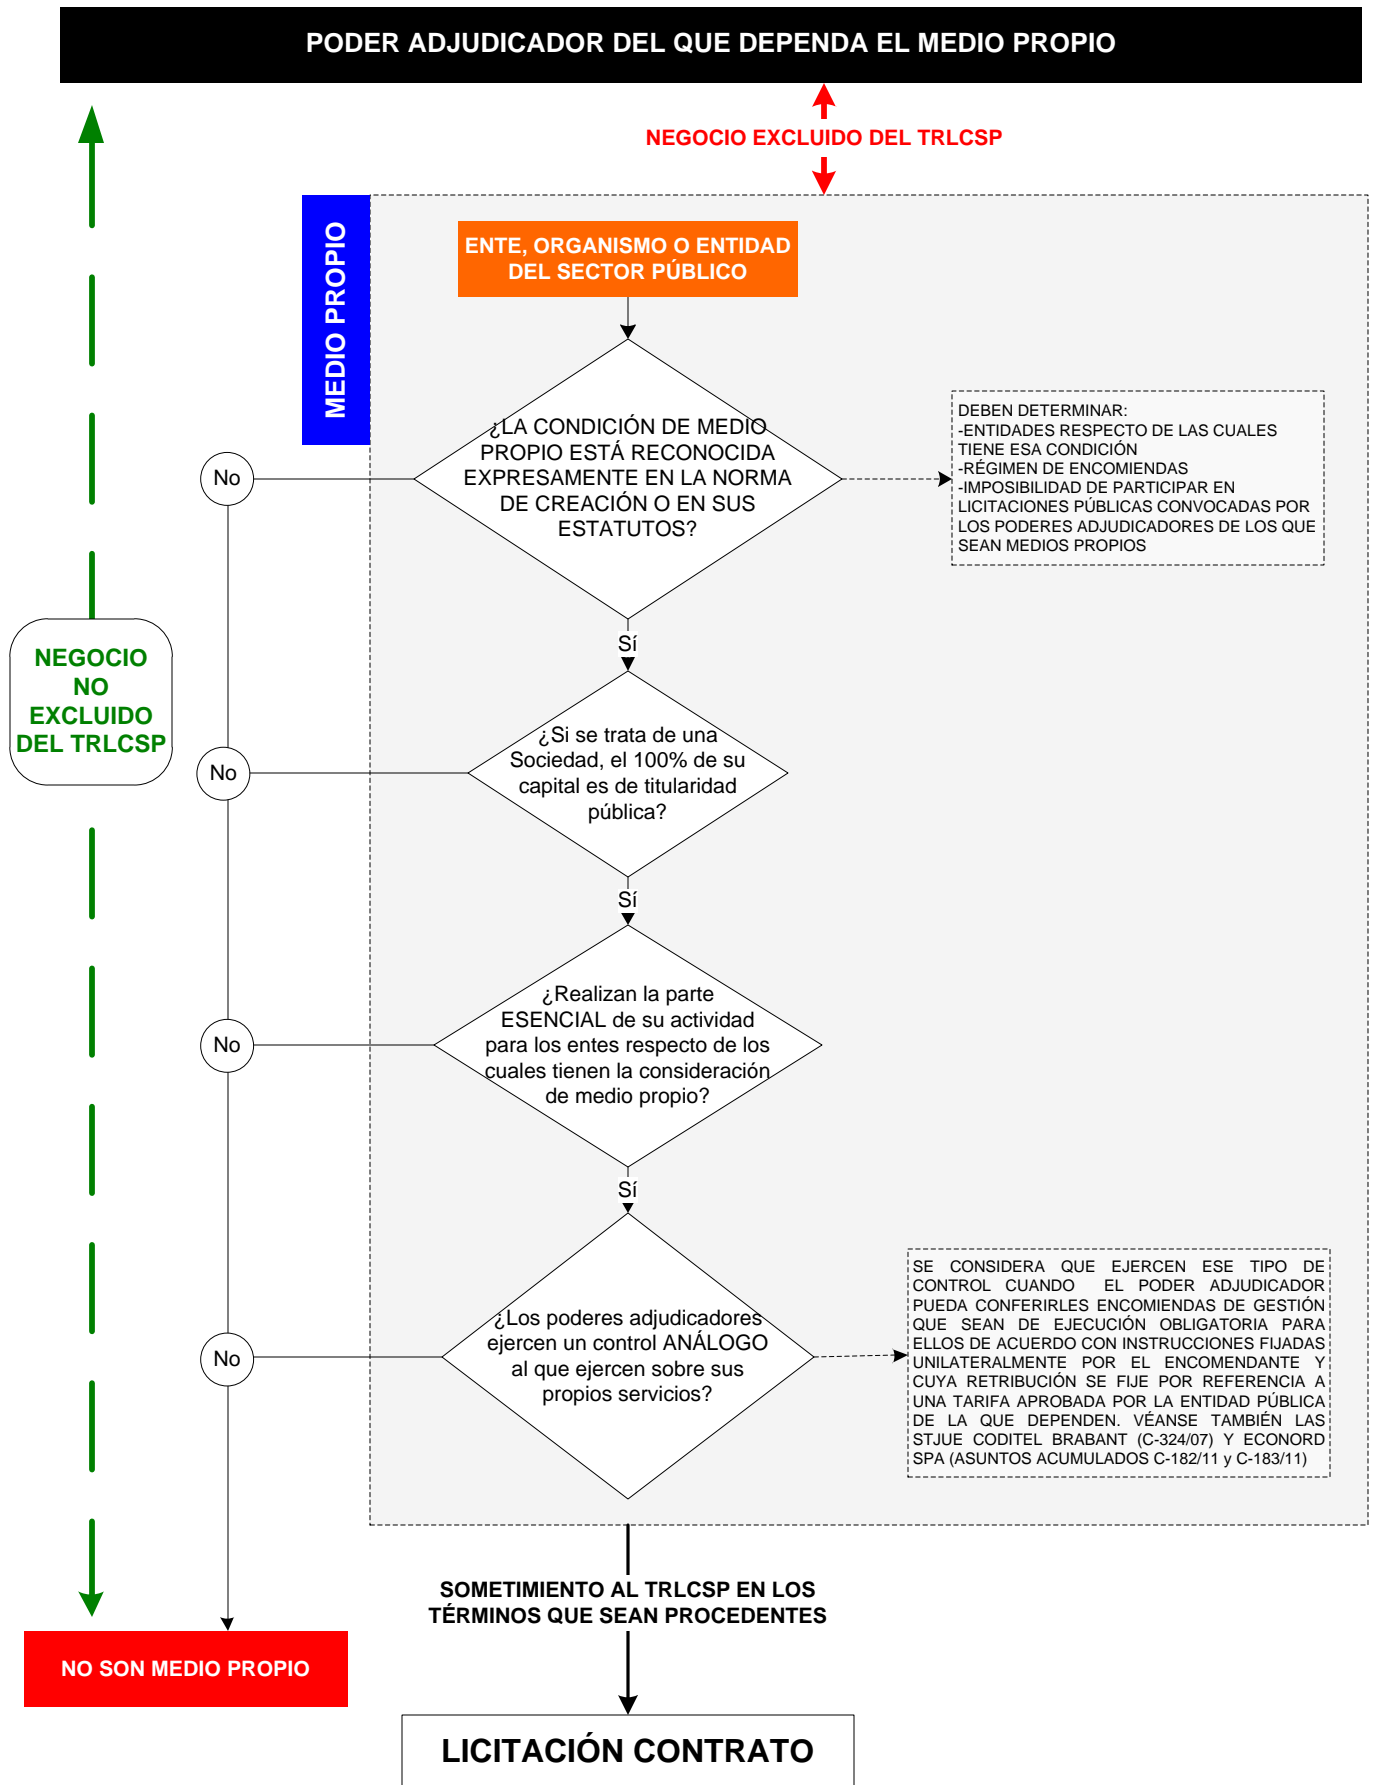 PODER ADJUDICADOR DEL QUE DEPENDA EL MEDIO PROPIO
NEGOCIO EXCLUIDO DEL TRLCSP
MEDIO PROPIO
ENTE, ORGANISMO O ENTIDAD
DEL SECTOR PÚBLICO
¿LA CONDICIÓN DE MEDIO
PROPIO ESTÁ RECONOCIDA
EXPRESAMENTE EN LA NORMA
DE CREACIÓN O EN SUS
ESTATUTOS?
DEBEN DETERMINAR:
-ENTIDADES RESPECTO DE LAS CUALES
TIENE ESA CONDICIÓN
-RÉGIMEN DE ENCOMIENDAS
-IMPOSIBILIDAD DE PARTICIPAR EN
LICITACIONES PÚBLICAS CONVOCADAS POR
LOS PODERES ADJUDICADORES DE LOS QUE
SEAN MEDIOS PROPIOS
No
Sí
NEGOCIO
NO
EXCLUIDO
DEL TRLCSP
¿Si se trata de una
Sociedad, el 100% de su
capital es de titularidad
pública?
No
Sí
¿Realizan la parte
ESENCIAL de su actividad
para los entes respecto de los
cuales tienen la consideración
de medio propio?
No
Sí
¿Los poderes adjudicadores
ejercen un control ANÁLOGO
al que ejercen sobre sus
propios servicios?
No
SE CONSIDERA QUE EJERCEN ESE TIPO DE
CONTROL CUANDO EL PODER ADJUDICADOR
PUEDA CONFERIRLES ENCOMIENDAS DE GESTIÓN
QUE SEAN DE EJECUCIÓN OBLIGATORIA PARA
ELLOS DE ACUERDO CON INSTRUCCIONES FIJADAS
UNILATERALMENTE POR EL ENCOMENDANTE Y
CUYA RETRIBUCIÓN SE FIJE POR REFERENCIA A
UNA TARIFA APROBADA POR LA ENTIDAD PÚBLICA
DE LA QUE DEPENDEN. VÉANSE TAMBIÉN LAS
STJUE CODITEL BRABANT (C-324/07) Y ECONORD
SPA (ASUNTOS ACUMULADOS C-182/11 y C-183/11)
SOMETIMIENTO AL TRLCSP EN LOS
TÉRMINOS QUE SEAN PROCEDENTES
NO SON MEDIO PROPIO
LICITACIÓN CONTRATO